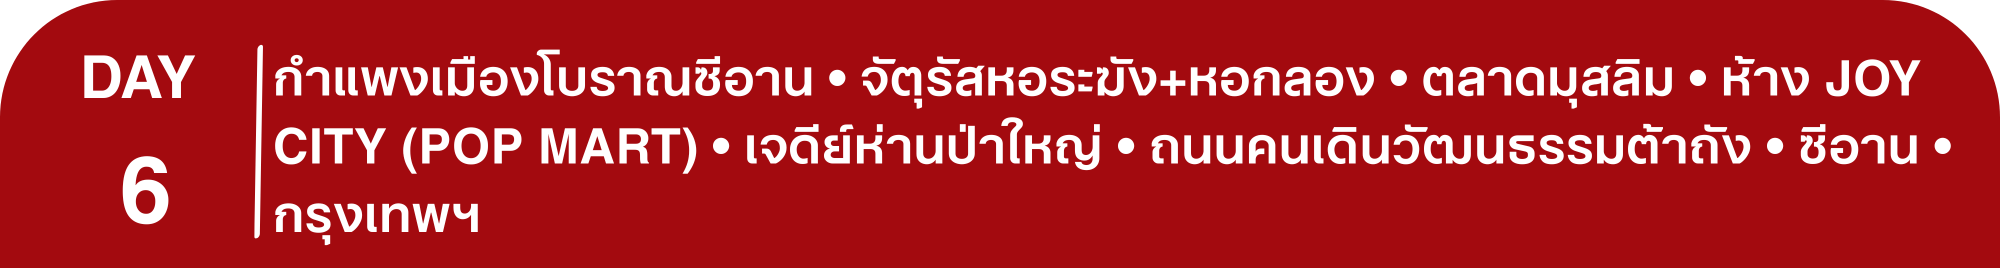 DAY
6
กำแพงเมืองโบราณซีอาน • จัตุรัสหอระฆัง+หอกลอง • ตลาดมุสลิม • ห้าง JOY
CITY (POP MART) • เจดีย์ห่านป่าใหญ่ • ถนนคนเดินวัฒนธรรมต้าถัง • ซีอาน •
กรุงเทพฯ